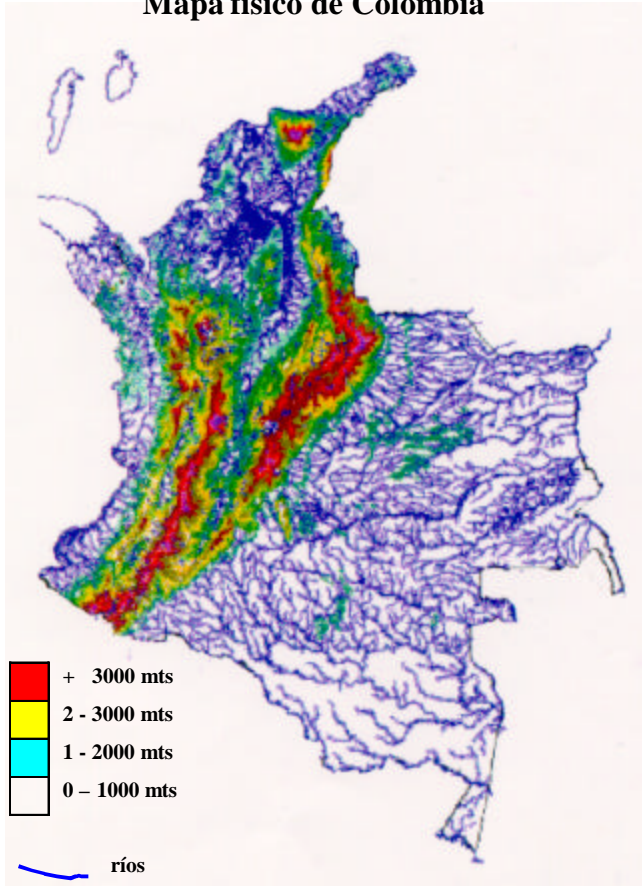 Mapa físico de Colombia
+ 3000 mts
2 - 3000 mts
1 - 2000 mts
0 – 1000 mts
ríos